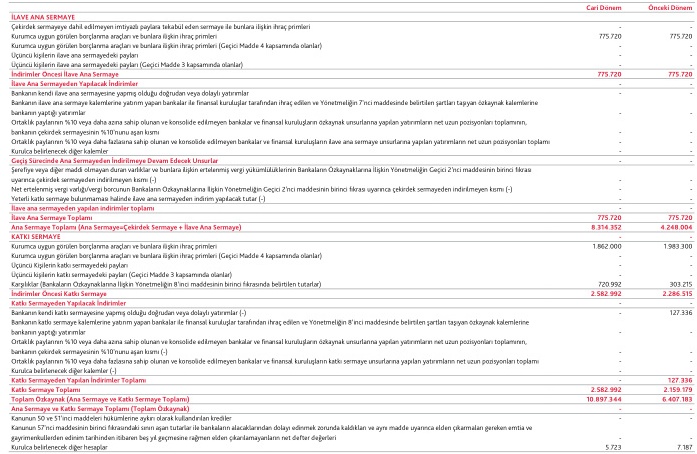 Cari Dönem Önceki Dönem
İLAVE ANA SERMAYE
Çekirdek sermayeye dahil edilmeyen imtiyazlı paylara tekabül eden sermaye ile bunlara ilişkin ihraç primleri - -
Kurumca uygun görülen borçlanma araçları ve bunlara ilişkin ihraç primleri 775.720 775.720
Kurumca uygun görülen borçlanma araçları ve bunlara ilişkin ihraç primleri (Geçici Madde 4 kapsamında olanlar) - -
Üçüncü kişilerin ilave ana sermayedeki payları - -
Üçüncü kişilerin ilave ana sermayedeki payları (Geçici Madde 3 kapsamında olanlar) - -
İndirimler Öncesi İlave Ana Sermaye 775.720 775.720
İlave Ana Sermayeden Yapılacak İndirimler - -
Bankanın kendi ilave ana sermayesine yapmış olduğu doğrudan veya dolaylı yatırımlar - -
Bankanın ilave ana sermaye kalemlerine yatırım yapan bankalar ile finansal kuruluşlar tarafından ihraç edilen ve Yönetmeliğin 7'nci maddesinde belirtilen şartları taşıyan özkaynak kalemlerine
bankanın yaptığı yatırımlar - -
Ortaklık paylarının %10 veya daha azına sahip olunan ve konsolide edilmeyen bankalar ve finansal kuruluşların özkaynak unsurlarına yapılan yatırımların net uzun pozisyonları toplamının,
bankanın çekirdek sermayesinin %10'nunu aşan kısmı - -
Ortaklık paylarının %10 veya daha fazlasına sahip olunan ve konsolide edilmeyen bankalar ve finansal kuruluşların ilave ana sermaye unsurlarına yapılan yatırımların net uzun pozisyonları toplamı - -
Kurulca belirlenecek diğer kalemler - -
Geçiş Sürecinde Ana Sermayeden İndirilmeye Devam Edecek Unsurlar - -
Şerefiye veya diğer maddi olmayan duran varlıklar ve bunlara ilişkin ertelenmiş vergi yükümlülüklerinin Bankaların Özkaynaklarına İlişkin Yönetmeliğin Geçici 2'nci maddesinin birinci fıkrası
uyarınca çekirdek sermayeden indirilmeyen kısmı (-) - -
Net ertelenmiş vergi varlığı/vergi borcunun Bankaların Özkaynaklarına İlişkin Yönetmeliğin Geçici 2'nci maddesinin birinci fıkrası uyarınca çekirdek sermayeden indirilmeyen kısmı (-) - -
Yeterli katkı sermaye bulunmaması halinde ilave ana sermayeden indirim yapılacak tutar (-) - -
İlave ana sermayeden yapılan indirimler toplamı - -
İlave Ana Sermaye Toplamı 775.720 775.720
Ana Sermaye Toplamı (Ana Sermaye=Çekirdek Sermaye + İlave Ana Sermaye) 8.314.352 4.248.004
KATKI SERMAYE - -
Kurumca uygun görülen borçlanma araçları ve bunlara ilişkin ihraç primleri 1.862.000 1.983.300
Kurumca uygun görülen borçlanma araçları ve bunlara ilişkin ihraç primleri (Geçici Madde 4 kapsamında olanlar) - -
Üçüncü Kişilerin katkı sermayedeki payları - -
Üçüncü kişilerin katkı sermayedeki payları (Geçici Madde 3 kapsamında olanlar) - -
Karşılıklar (Bankaların Özkaynaklarına İlişkin Yönetmeliğin 8'inci maddesinin birinci fıkrasında belirtilen tutarlar) 720.992 303.215
İndirimler Öncesi Katkı Sermaye 2.582.992 2.286.515
Katkı Sermayeden Yapılacak İndirimler - -
Bankanın kendi katkı sermayesine yapmış olduğu doğrudan veya dolaylı yatırımlar (-) - 127.336
Bankanın katkı sermaye kalemlerine yatırım yapan bankalar ile finansal kuruluşlar tarafından ihraç edilen ve Yönetmeliğin 8'inci maddesinde belirtilen şartları taşıyan özkaynak kalemlerine
bankanın yaptığı yatırımlar - -
Ortaklık paylarının %10 veya daha azına sahip olunan ve konsolide edilmeyen bankalar ve finansal kuruluşların özkaynak unsurlarına yapılan yatırımların net uzun pozisyonları toplamının,
bankanın çekirdek sermayesinin %10'nunu aşan kısmı (-) - -
Ortaklık paylarının %10 veya daha fazlasına sahip olunan ve konsolide edilmeyen bankalar ve finansal kuruluşların katkı sermaye unsurlarına yapılan yatırımların net uzun pozisyonları toplamı - -
Kurulca belirlenecek diğer kalemler (-) - -
Katkı Sermayeden Yapılan İndirimler Toplamı - 127.336
Katkı Sermaye Toplamı 2.582.992 2.159.179
Toplam Özkaynak (Ana Sermaye ve Katkı Sermaye Toplamı) 10.897.344 6.407.183
Ana Sermaye ve Katkı Sermaye Toplamı (Toplam Özkaynak) - -
Kanunun 50 ve 51'inci maddeleri hükümlerine aykırı olarak kullandırılan krediler - -
Kanunun 57'nci maddesinin birinci fıkrasındaki sınırı aşan tutarlar ile bankaların alacaklarından dolayı edinmek zorunda kaldıkları ve aynı madde uyarınca elden çıkarmaları gereken emtia ve
gayrimenkullerden edinim tarihinden itibaren beş yıl geçmesine rağmen elden çıkarılamayanların net defter değerleri - -
Kurulca belirlenecek diğer hesaplar 5.723 7.187